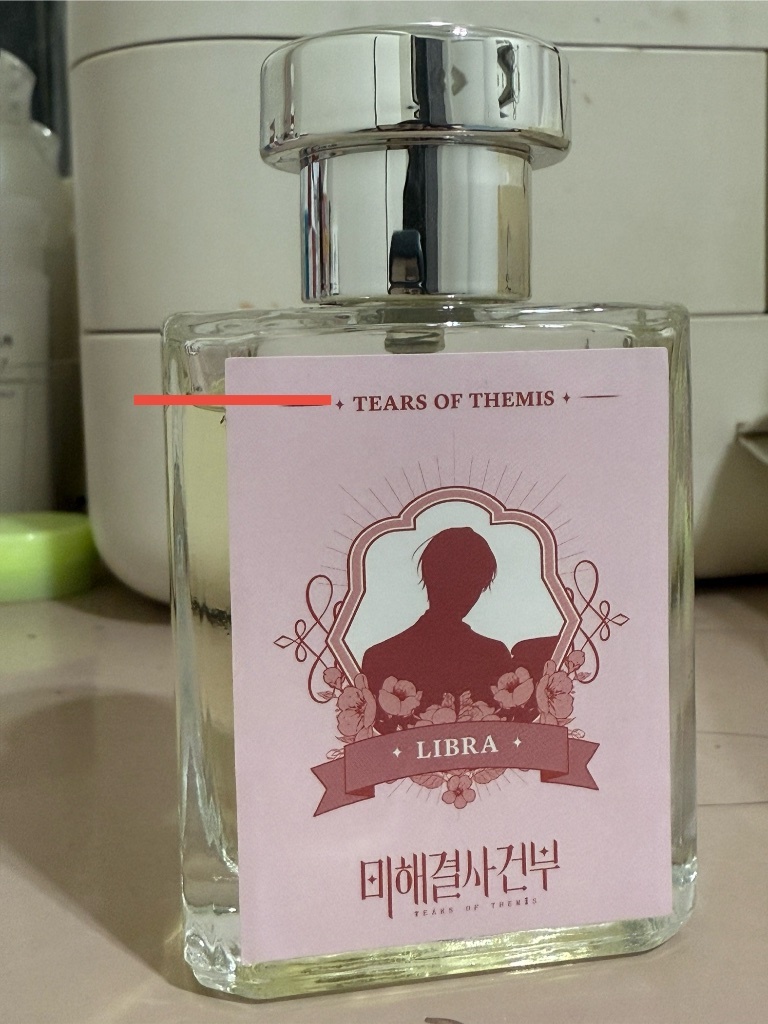 TEARS OF THEMIS
LIBRA
미해결사건부
TEARS OF THEMIS